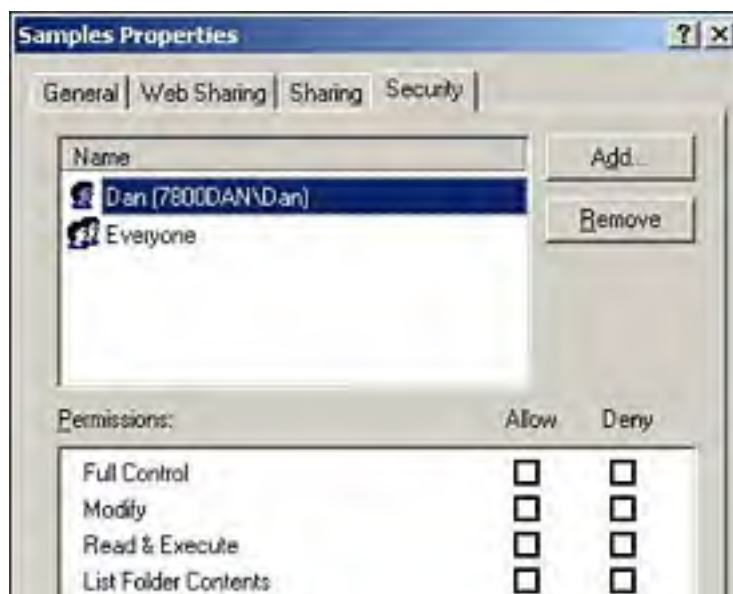 Samples Properties
General Web Sharing Sharing Security
Name
Add...
Dan (7800DAN\Dan)
Remove
Everyone
Permissions: Allow Deny
Full Control
Modify
Read & Execute
List Folder Contents